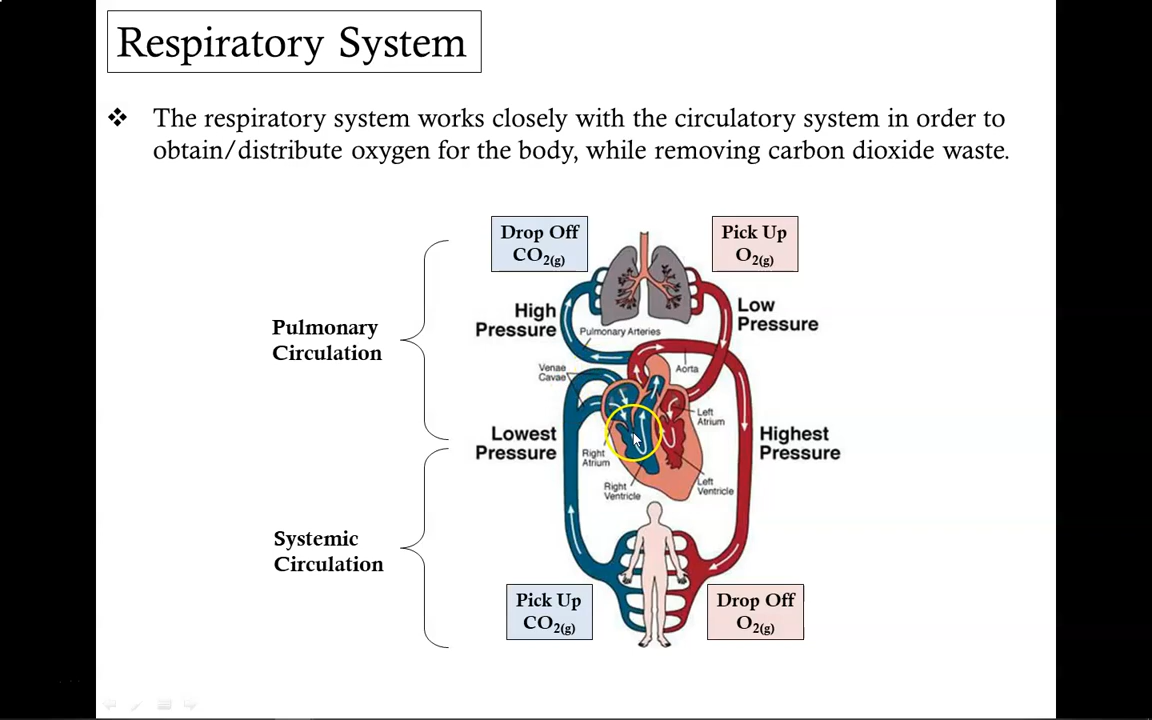 Respiratory System
❖ The respiratory system works closely with the circulatory system in order to
obtain/distribute oxygen for the body, while removing carbon dioxide waste.
Drop Off
CO2(g)
Pick Up
O2(g)
High
Pressure
Low
Pressure
Pulmonary
Circulation
Pulmonary Arteries
Venae
Cavae
Aorta
Left
Atrium
Lowest
Pressure
Highest
Pressure
Right
Atrium
Right
Ventricle
Left
Ventricle
Systemic
Circulation
Pick Up
CO2(g)
Drop Off
O2(g)